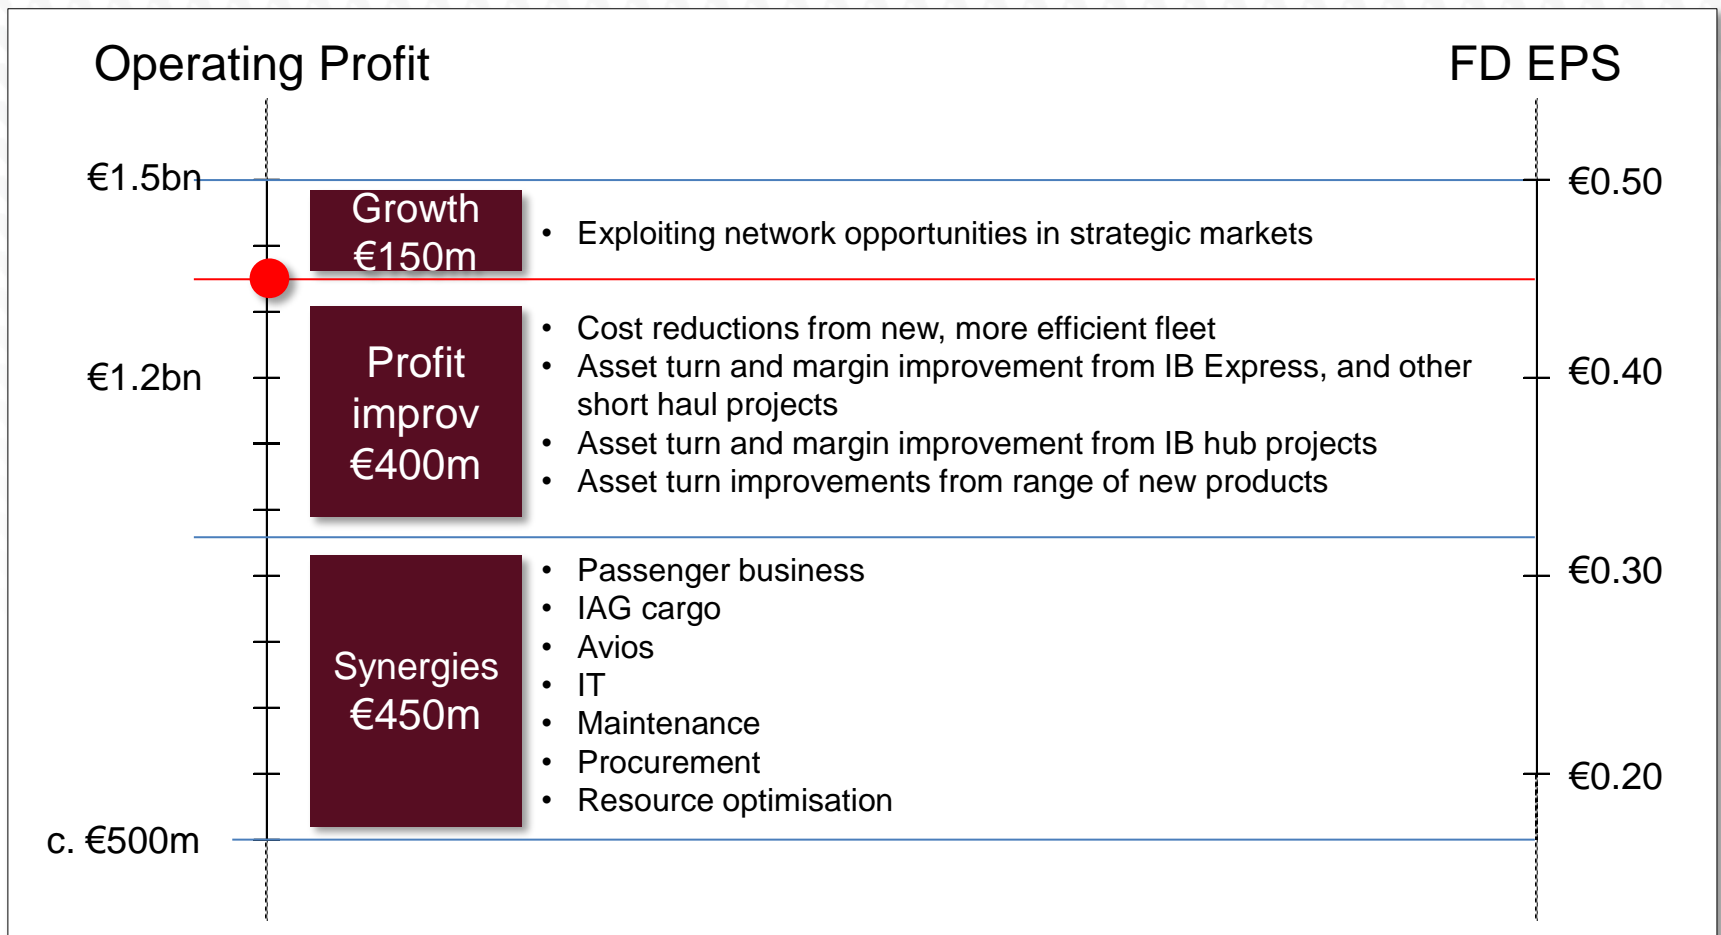 Operating Profit
FD EPS
€1.5bn
€0.50
Growth
€150m
• Exploiting network opportunities in strategic markets
€1.2bn
€0.40
Profit
improv
€400m
• Cost reductions from new, more efficient fleet
• Asset turn and margin improvement from IB Express, and other
short haul projects
• Asset turn and margin improvement from IB hub projects
• Asset turn improvements from range of new products
€0.30
Synergies
€450m
• Passenger business
• IAG cargo
• Avios
• IT
• Maintenance
• Procurement
• Resource optimisation
€0.20
c. €500m